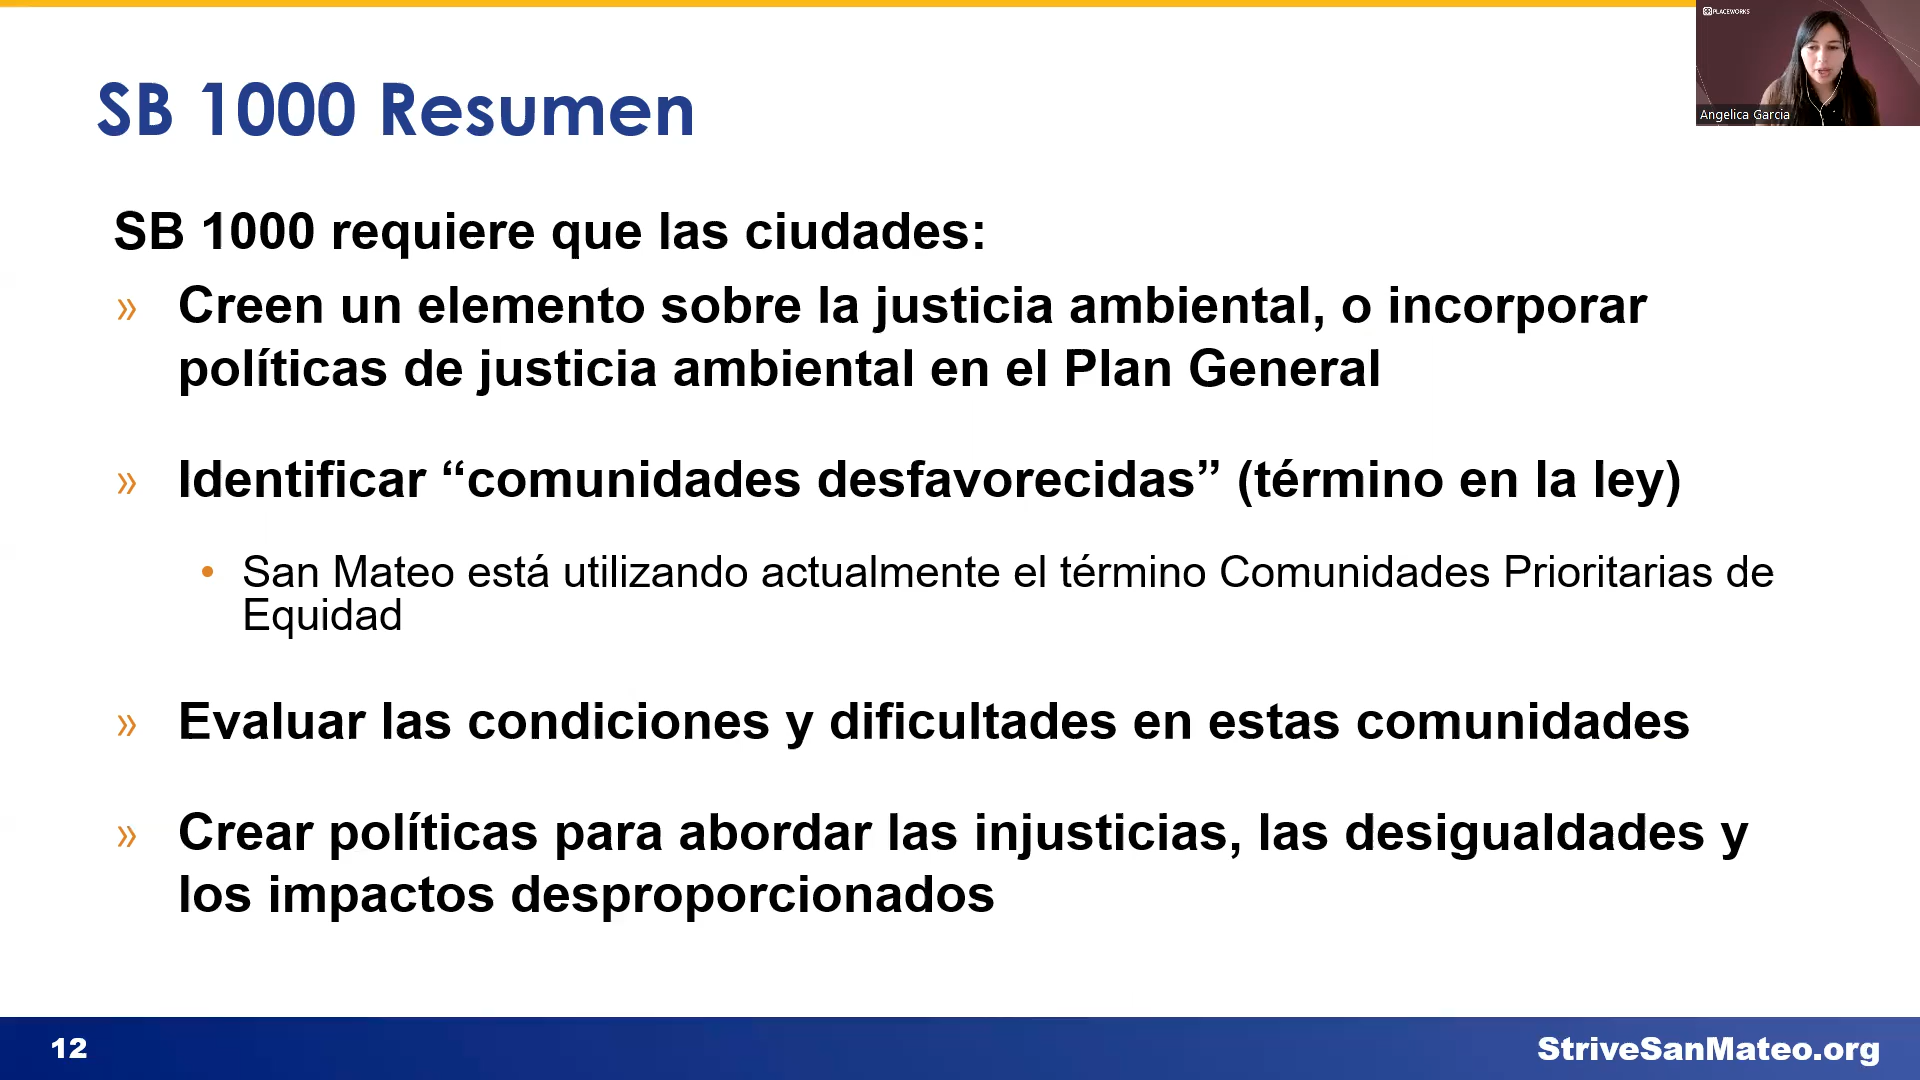 PLACEWORKS
Angelica Garcia
SB 1000 Resumen
SB 1000 requiere que las ciudades:
» Creen un elemento sobre la justicia ambiental, o incorporar
políticas de justicia ambiental en el Plan General
» Identificar “comunidades desfavorecidas” (término en la ley)
• San Mateo está utilizando actualmente el término Comunidades Prioritarias de
Equidad
» Evaluar las condiciones y dificultades en estas comunidades
» Crear políticas para abordar las injusticias, las desigualdades y
los impactos desproporcionados
12
StriveSanMateo.org